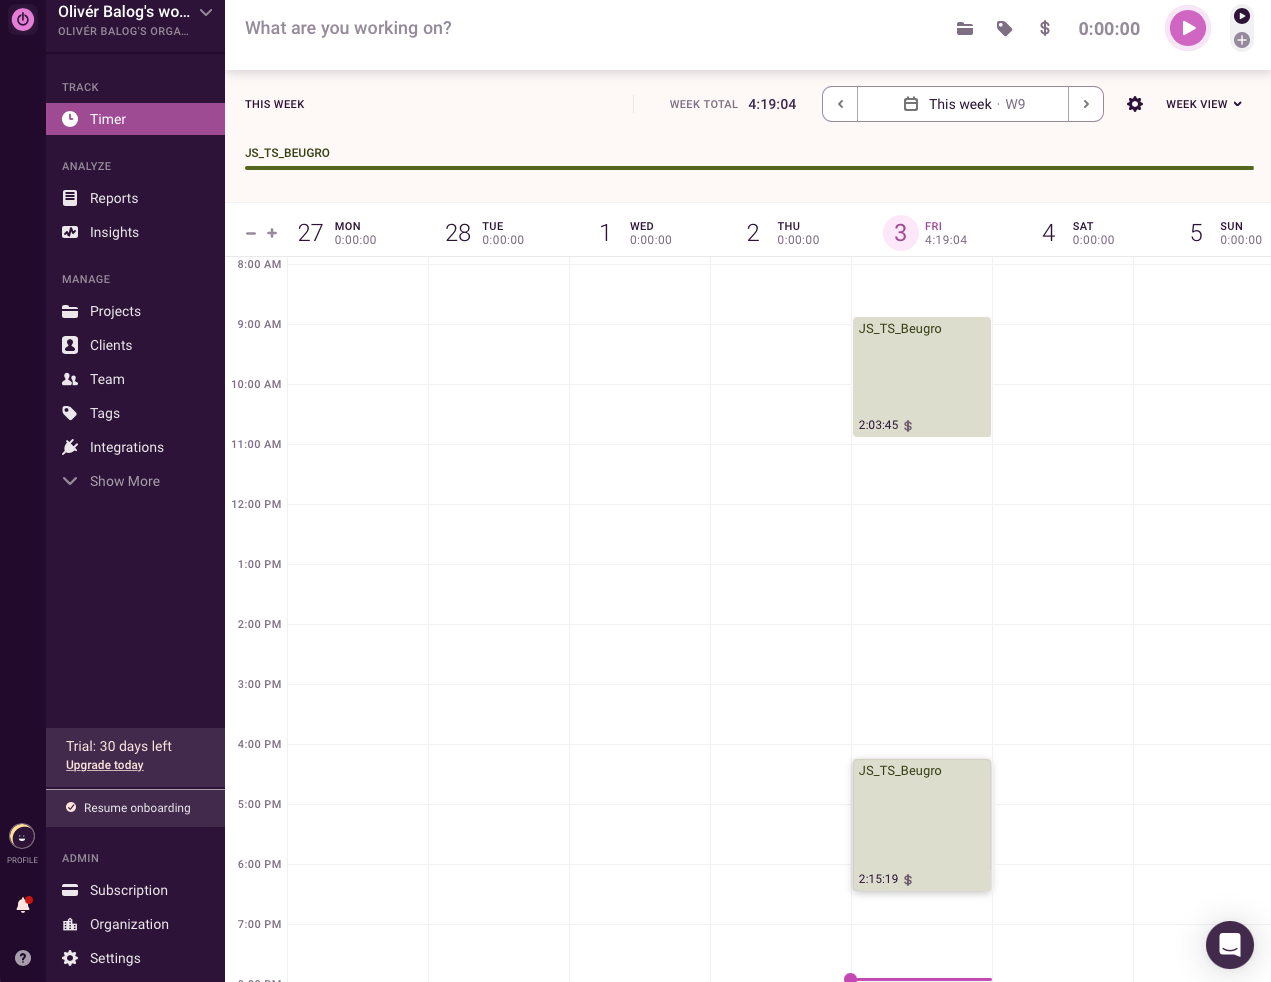 Olivér Balog's wo...
OLIVÉR BALOG'S ORGA...
TRACK
Timer
ANALYZE
Reports
Insights
MANAGE
Projects
Clients
Team
Tags
Integrations
Show More
Trial: 30 days left
Upgrade today
Resume onboarding
PROFILE
ADMIN
Subscription
Organization
Settings
What are you working on?
$ 0:00:00
THIS WEEK
WEEK TOTAL 4:19:04
This week · W9
WEEK VIEW
JS_TS_BEUGRO
27 MON 0:00:00
28 TUE 0:00:00
1 WED 0:00:00
2 THU 0:00:00
3 FRI 4:19:04
4 SAT 0:00:00
5 SUN 0:00:00
8:00 AM
9:00 AM
10:00 AM
11:00 AM
12:00 PM
1:00 PM
2:00 PM
3:00 PM
4:00 PM
5:00 PM
6:00 PM
7:00 PM
JS_TS_Beugro
2:03:45 $
JS_TS_Beugro
2:15:19 $